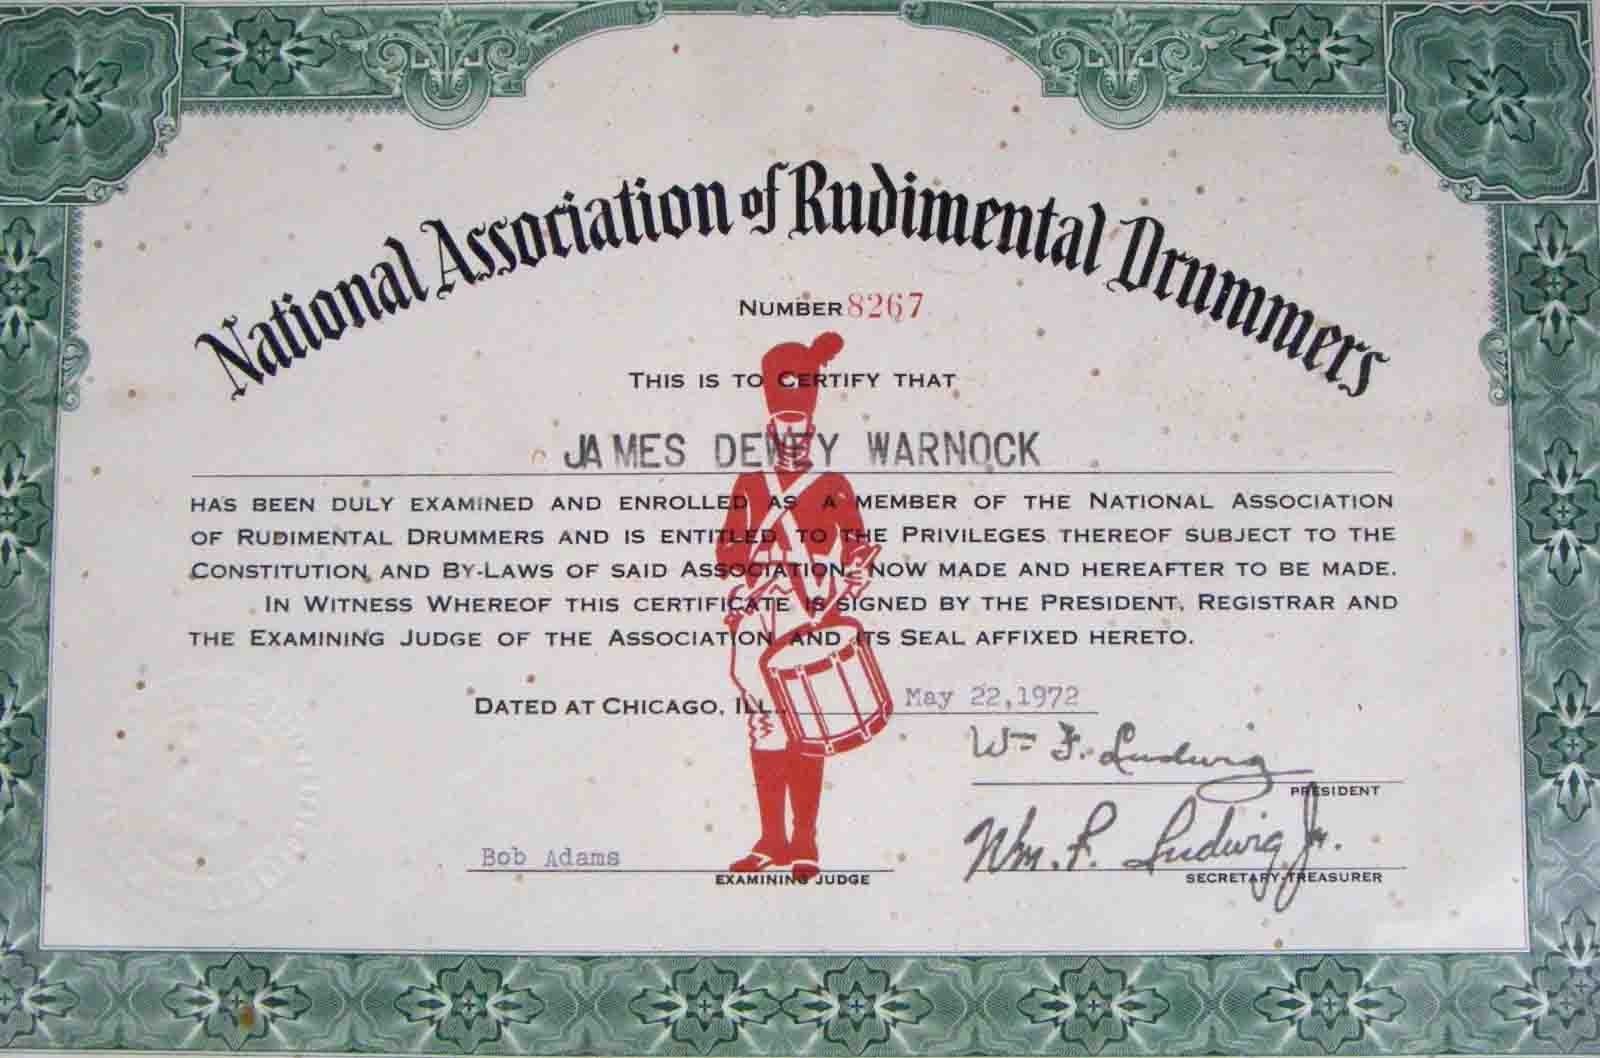 National Association of Rudimental Drummers
NUMBER 8267
THIS IS TO CERTIFY THAT
JAMES DEWEY WARNOCK
HAS BEEN DULY EXAMINED AND ENROLLED AS A MEMBER OF THE NATIONAL ASSOCIATION
OF RUDIMENTAL DRUMMERS AND IS ENTITLED TO THE PRIVILEGES THEREOF SUBJECT TO THE
CONSTITUTION AND BY-LAWS OF SAID ASSOCIATION, NOW MADE AND HEREAFTER TO BE MADE.
IN WITNESS WHEREOF THIS CERTIFICATE IS SIGNED BY THE PRESIDENT, REGISTRAR AND
THE EXAMINING JUDGE OF THE ASSOCIATION AND ITS SEAL AFFIXED HERETO.
DATED AT CHICAGO, ILL., May 22,1972
Wm F. Ludwig
PRESIDENT
Wm. F. Ludwig Jr.
SECRETARY-TREASURER
Bob Adams
EXAMINING JUDGE